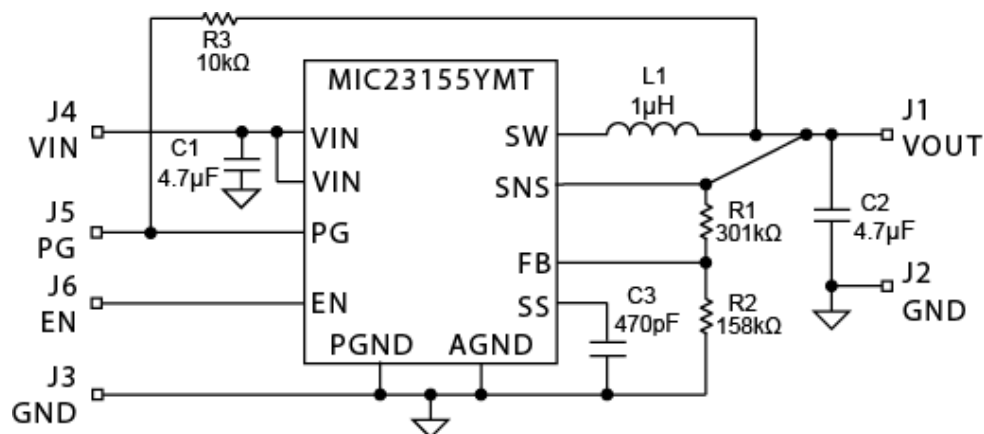 R3
10kΩ
MIC23155YMT
J4
VIN
C1
4.7µF
VIN
VIN
J5
PG
PG
J6
EN
EN
J3
GND
PGND
AGND
SW
SNS
FB
SS
L1
1µH
R1
301kΩ
R2
158kΩ
C3
470pF
C2
4.7µF
J1
VOUT
J2
GND